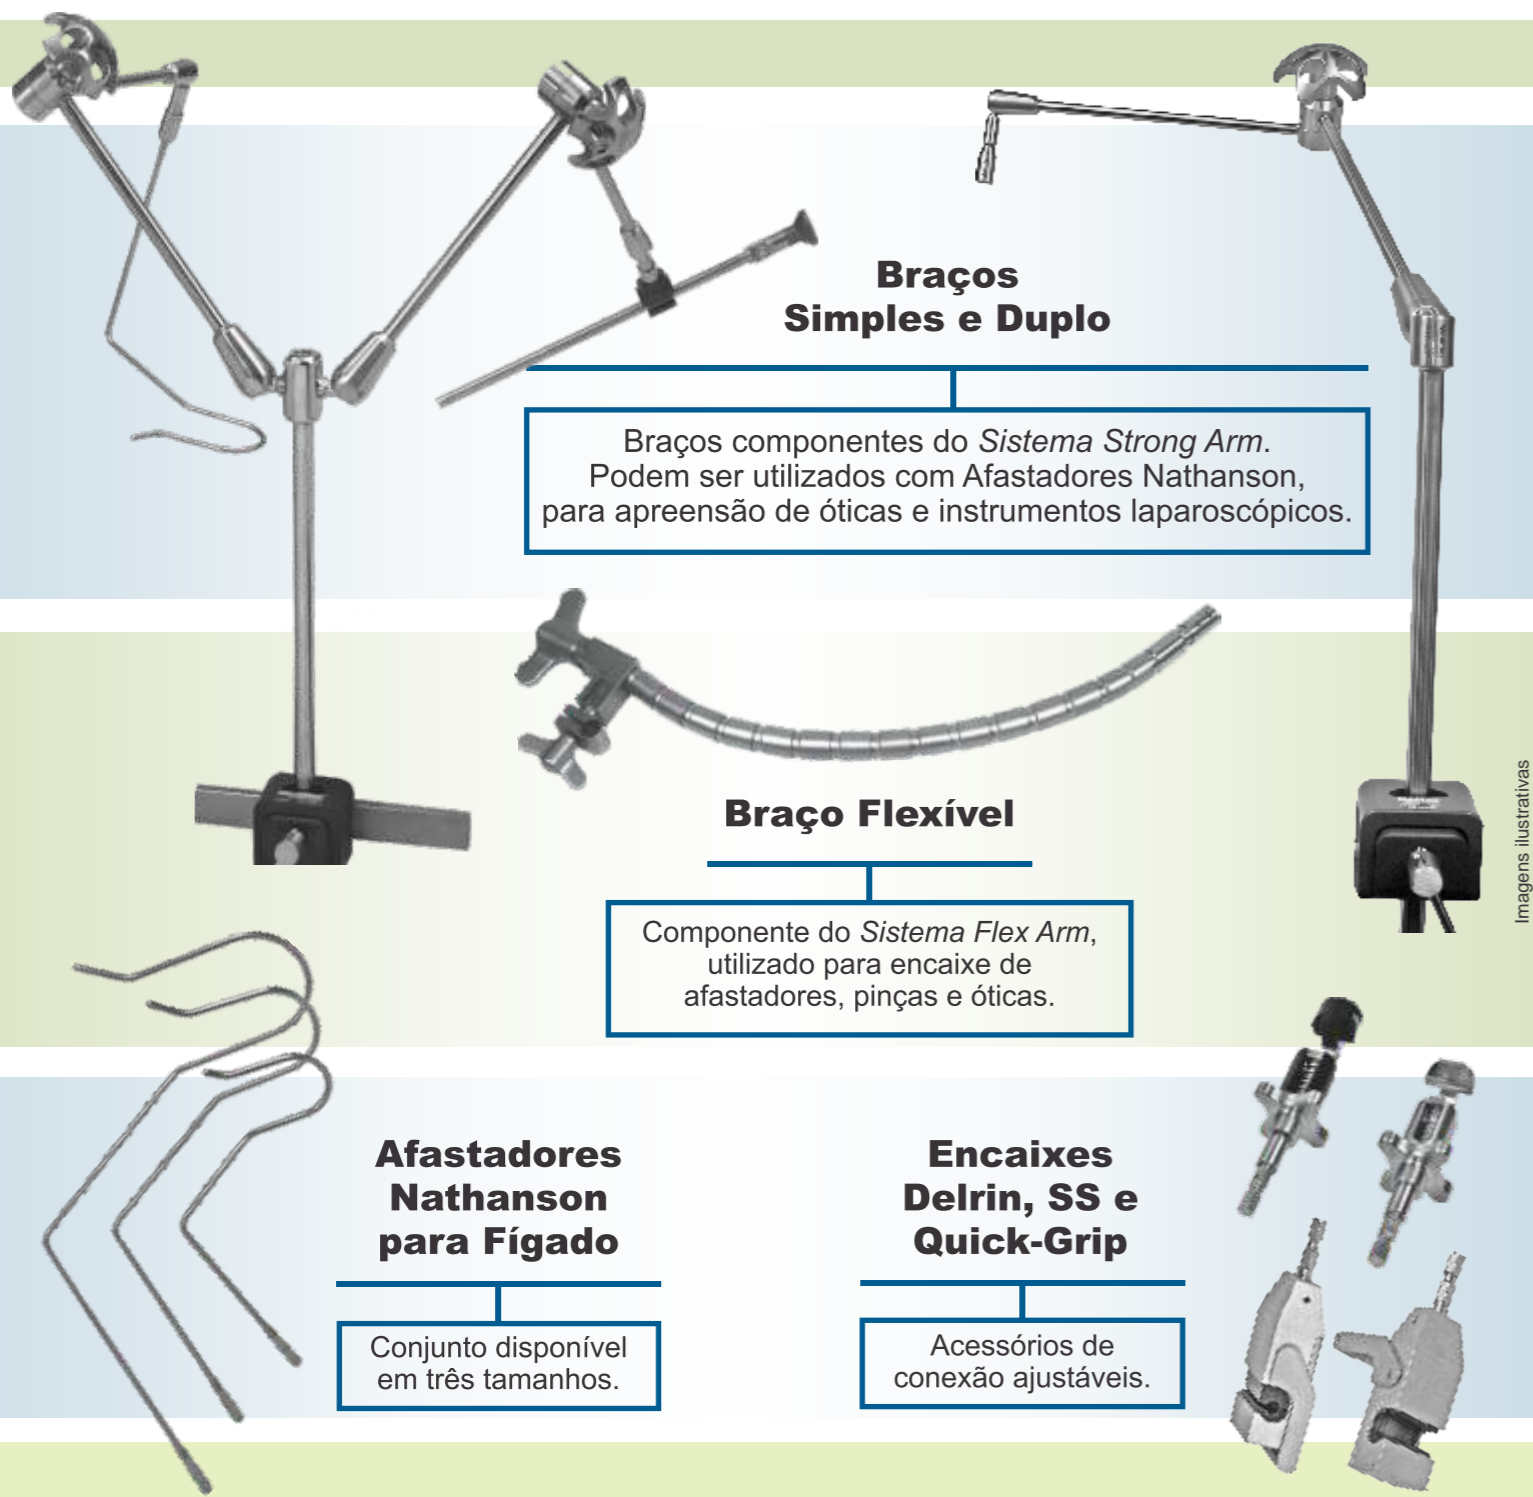 Braços
Simples e Duplo
Braços componentes do Sistema Strong Arm.
Podem ser utilizados com Afastadores Nathanson,
para apreensão de óticas e instrumentos laparoscópicos.
Braço Flexível
Componente do Sistema Flex Arm,
utilizado para encaixe de
afastadores, pinças e óticas.
Imagens ilustrativas
Afastadores
Nathanson
para Fígado
Conjunto disponível
em três tamanhos.
Encaixes
Delrin, SS e
Quick-Grip
Acessórios de
conexão ajustáveis.